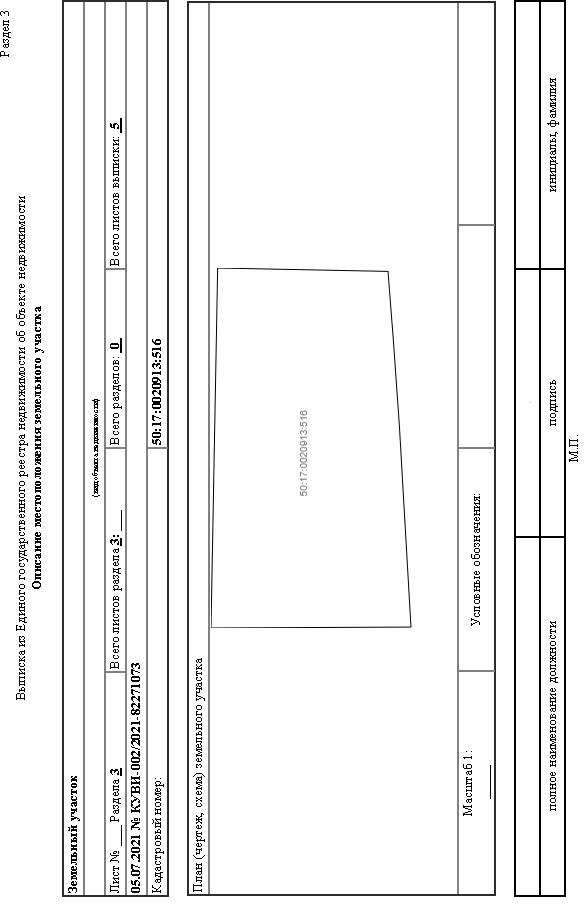 Раздел 3
Выписка из Единого государственного реестра недвижимости об объекте недвижимости
Описание местоположения земельного участка
Земельный участок
(вид объекта недвижимости)
Лист № ___ Раздела 3
Всего листов раздела 3: ___
Всего разделов: 0
Всего листов выписки: 5
05.07.2021 № КУВИ-002/2021-82271073
Кадастровый номер:
50:17:0020913:516
План (чертеж, схема) земельного участка
50:17:0020913:516
Масштаб 1: ___
Условные обозначения:
полное наименование должности
подпись
инициалы, фамилия
М.П.